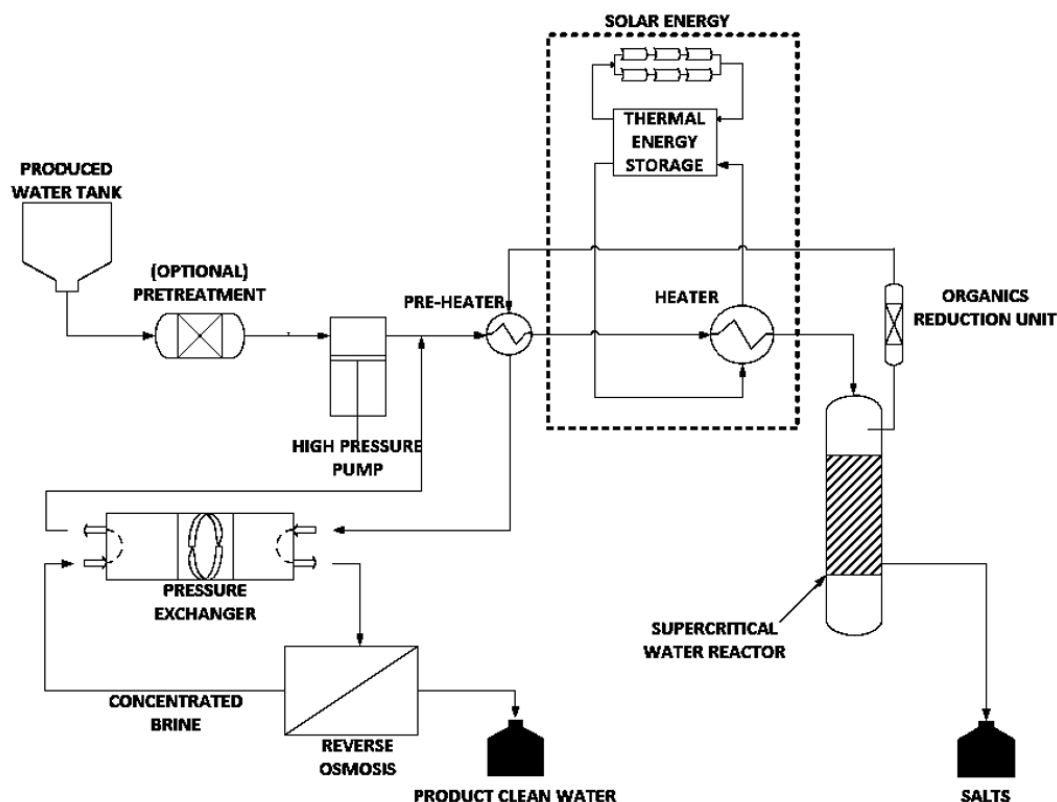 SOLAR ENERGY
THERMAL
ENERGY
STORAGE
PRODUCED
WATER TANK
(OPTIONAL)
PRETREATMENT
PRE-HEATER
HEATER
ORGANICS
REDUCTION UNIT
HIGH PRESSURE
PUMP
PRESSURE
EXCHANGER
SUPERCRITICAL
WATER REACTOR
CONCENTRATED
BRINE
REVERSE
OSMOSIS
PRODUCT CLEAN WATER
SALTS